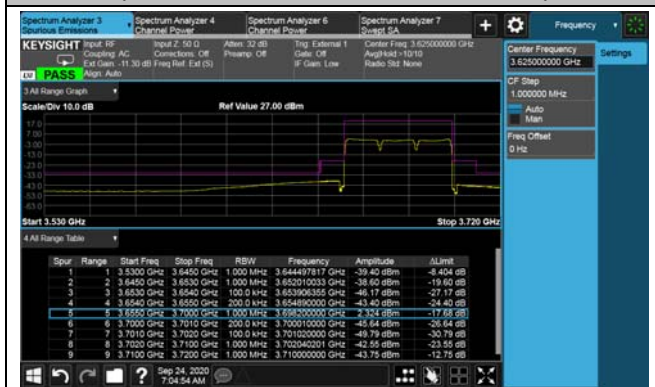 Spectrum Analyzer 3
Spurious Emissions
Spectrum Analyzer 4
Channel Power
Spectrum Analyzer 6
Channel Power
Spectrum Analyzer 7
Swept SA
+
Frequency
KEYSIGHT
Input: RF
Coupling: AC
Ext Gain: -11.30 dB
Align: Auto
Input Z: 50 Ω
Corrections: Off
Freq Ref: Ext (S)
Atten: 32 dB
Preamp: Off
Trig: External 1
Gate: Off
IF Gain: Low
Center Freq: 3.625000000 GHz
Avg|Hold:>10/10
Radio Std: None
LXI
PASS
Center Frequency
3.625000000 GHz
Settings
CF Step
1.000000 MHz
Auto
Man
Freq Offset
0 Hz
3 All Range Graph
Scale/Div 10.0 dB
Ref Value 27.00 dBm
17.0
7.00
-3.00
-13.0
-23.0
-33.0
-43.0
-53.0
-63.0
Start 3.530 GHz
Stop 3.720 GHz
4 All Range Table
Spur Range Start Freq Stop Freq RBW Frequency Amplitude ΔLimit
1 1 3.5300 GHz 3.6450 GHz 1.000 MHz 3.644497817 GHz -39.40 dBm -8.404 dB
2 2 3.6450 GHz 3.6530 GHz 1.000 MHz 3.652010033 GHz -38.60 dBm -19.60 dB
3 3 3.6530 GHz 3.6540 GHz 100.0 kHz 3.653906355 GHz -46.17 dBm -27.17 dB
4 4 3.6540 GHz 3.6550 GHz 200.0 kHz 3.654890000 GHz -43.40 dBm -24.40 dB
5 5 3.6550 GHz 3.7000 GHz 1.000 MHz 3.698200000 GHz 2.324 dBm -17.68 dB
6 6 3.7000 GHz 3.7010 GHz 200.0 kHz 3.700010000 GHz -45.64 dBm -26.64 dB
7 7 3.7010 GHz 3.7020 GHz 100.0 kHz 3.701020000 GHz -49.79 dBm -30.79 dB
8 8 3.7020 GHz 3.7100 GHz 1.000 MHz 3.702040201 GHz -42.55 dBm -23.55 dB
9 9 3.7100 GHz 3.7200 GHz 1.000 MHz 3.710000000 GHz -43.75 dBm -12.75 dB
?
Sep 24, 2020
7:04:54 AM